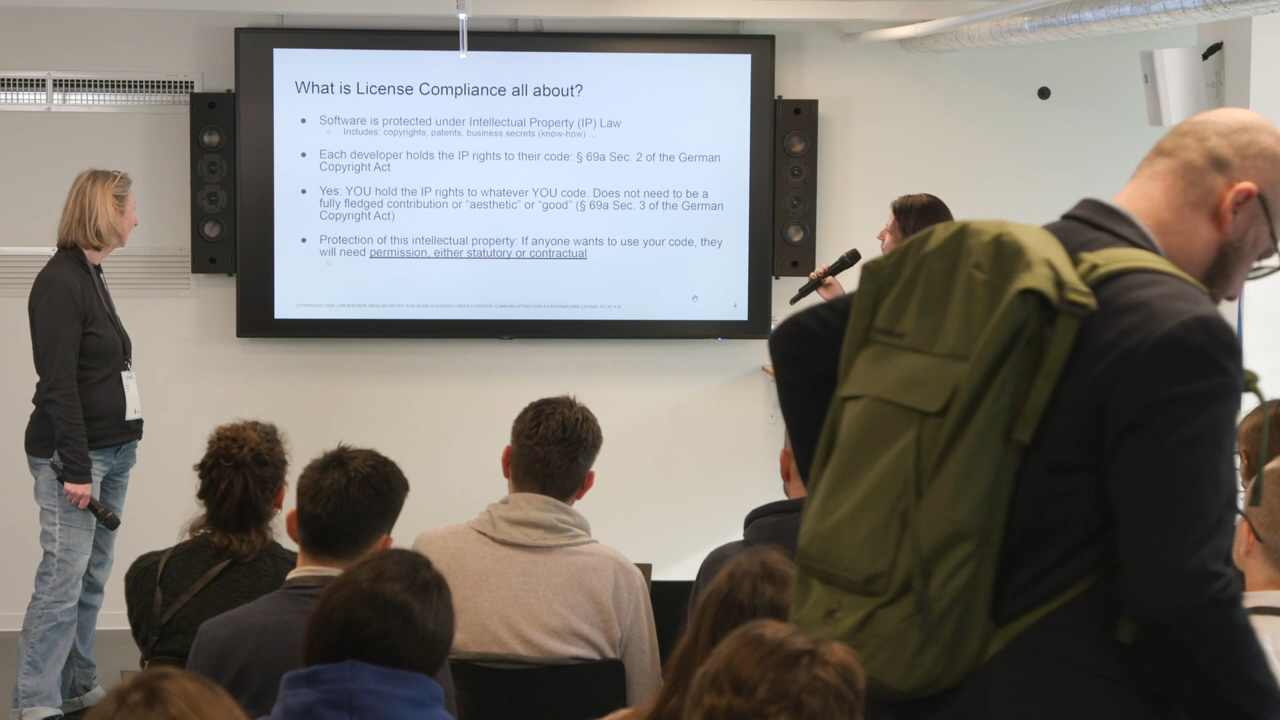 What is License Compliance all about?
● Software is protected under Intellectual Property (IP) Law
○ Includes: copyrights, patents, business secrets (know-how) ...
● Each developer holds the IP rights to their code: § 69a Sec. 2 of the German
Copyright Act
● Yes: YOU hold the IP rights to whatever YOU code. Does not need to be a
fully fledged contribution or “aesthetic” or “good” (§ 69a Sec. 3 of the German
Copyright Act)
● Protection of this intellectual property: If anyone wants to use your code, they
will need permission, either statutory or contractual
○
4